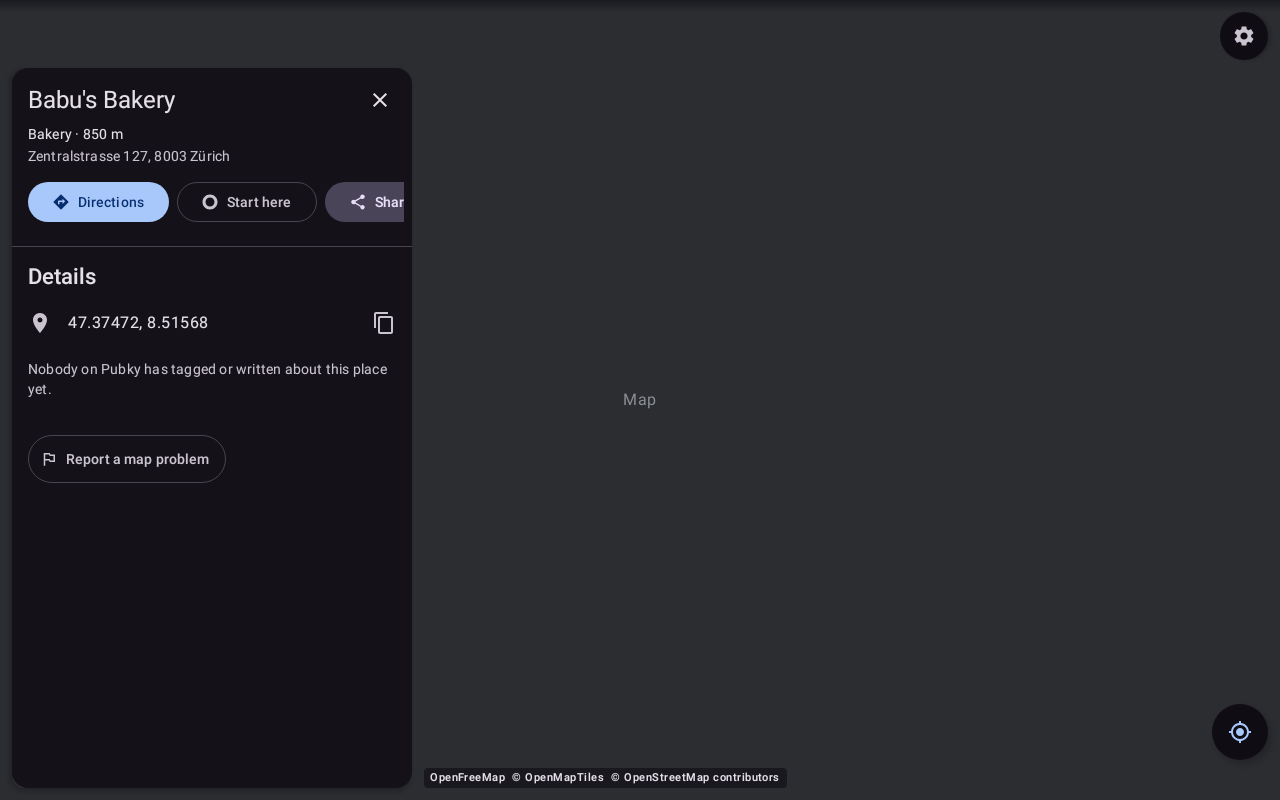 Babu's Bakery
Bakery · 850 m
Zentralstrasse 127, 8003 Zürich
Directions
Start here
Shar
Details
47.37472, 8.51568
Nobody on Pubky has tagged or written about this place
yet.
Report a map problem
Map
OpenFreeMap © OpenMapTiles © OpenStreetMap contributors